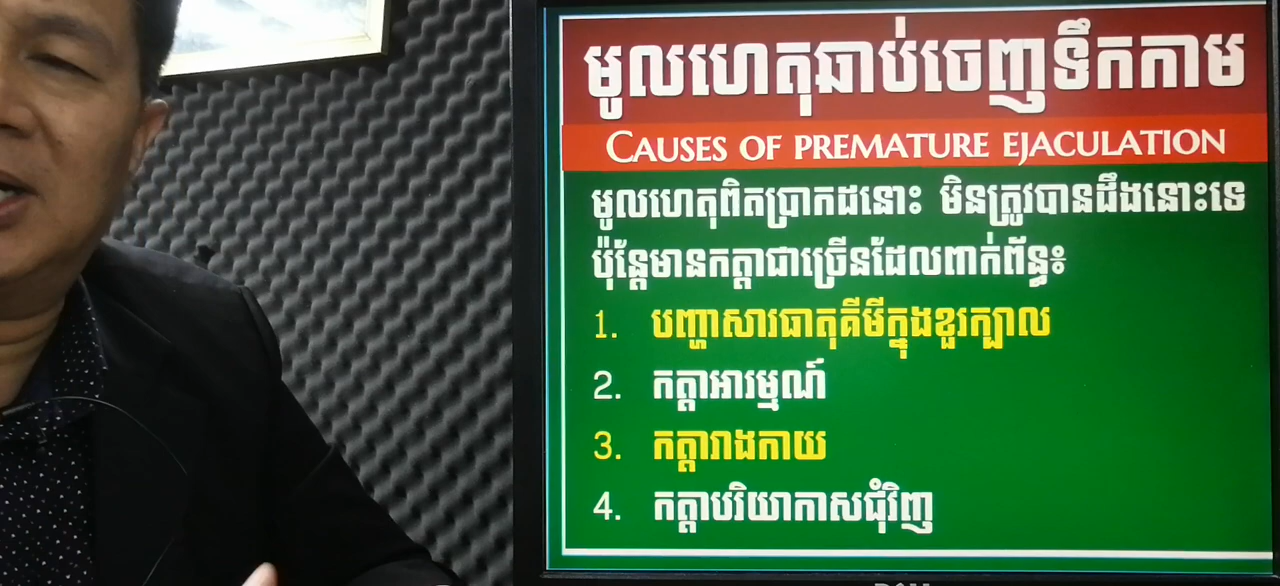 មូលហេតុឆាប់ចេញទឹកកាម
CAUSES OF PREMATURE EJACULATION
មូលហេតុពិតប្រាកដនោះ មិនត្រូវបានដឹងនោះទេ
ប៉ុន្តែមានកត្តាជាច្រើនដែលពាក់ព័ន្ធ៖
1. បញ្ហាសារធាតុគីមីក្នុងខួរក្បាល
2. កត្តាអារម្មណ៍
3. កត្តារាងកាយ
4. កត្តាបរិយាកាសជុំវិញ